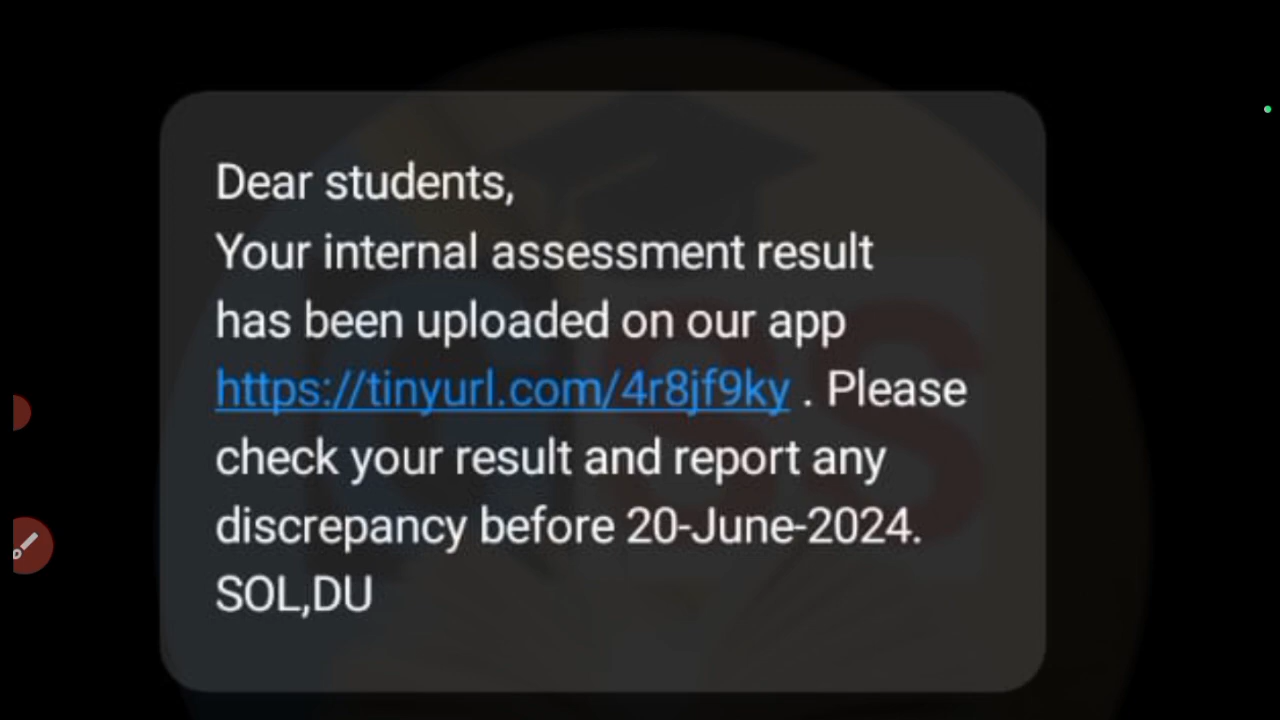 Dear students,
Your internal assessment result
has been uploaded on our app
https://tinyurl.com/4r8jf9ky . Please
check your result and report any
discrepancy before 20-June-2024.
SOL,DU